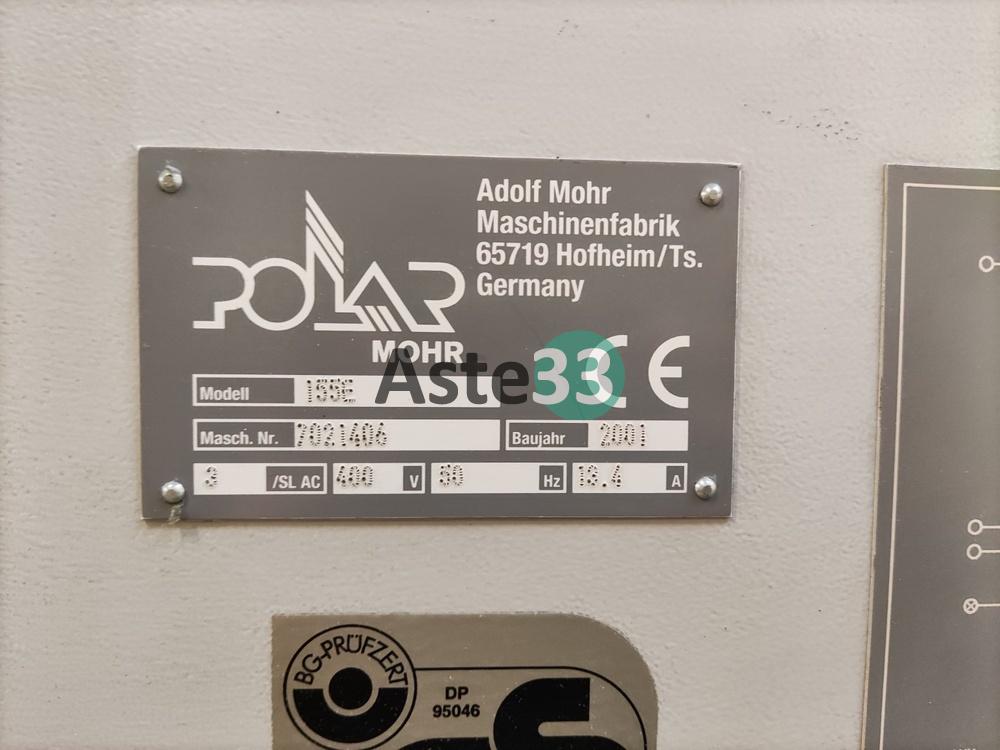 Adolf Mohr
Maschinenfabrik
65719 Hofheim/Ts.
Germany
POLAR
MOHR
CE
Aste33
Modell 155E
Masch. Nr. 7021406 Baujahr 2001
3 /SL AC 400 V 50 Hz 13.4 A
BG-PRÜFZERT
DP
95046